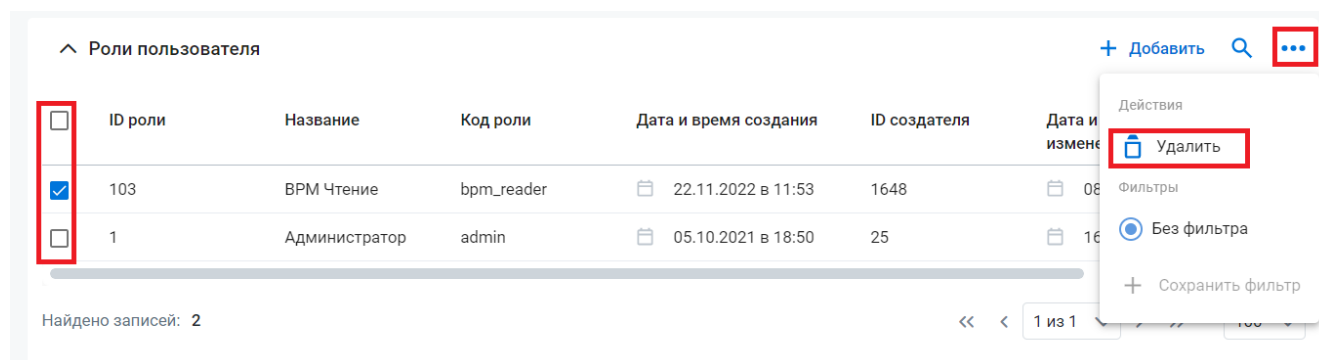 Роли пользователя
Добавить
Действия
ID роли Название Код роли Дата и время создания ID создателя Дата и
измене
Удалить
103 BPM Чтение bpm_reader 22.11.2022 в 11:53 1648 08
Фильтры
Без фильтра
1 Администратор admin 05.10.2021 в 18:50 25 16
Сохранить фильтр
Найдено записей: 2 1 из 1